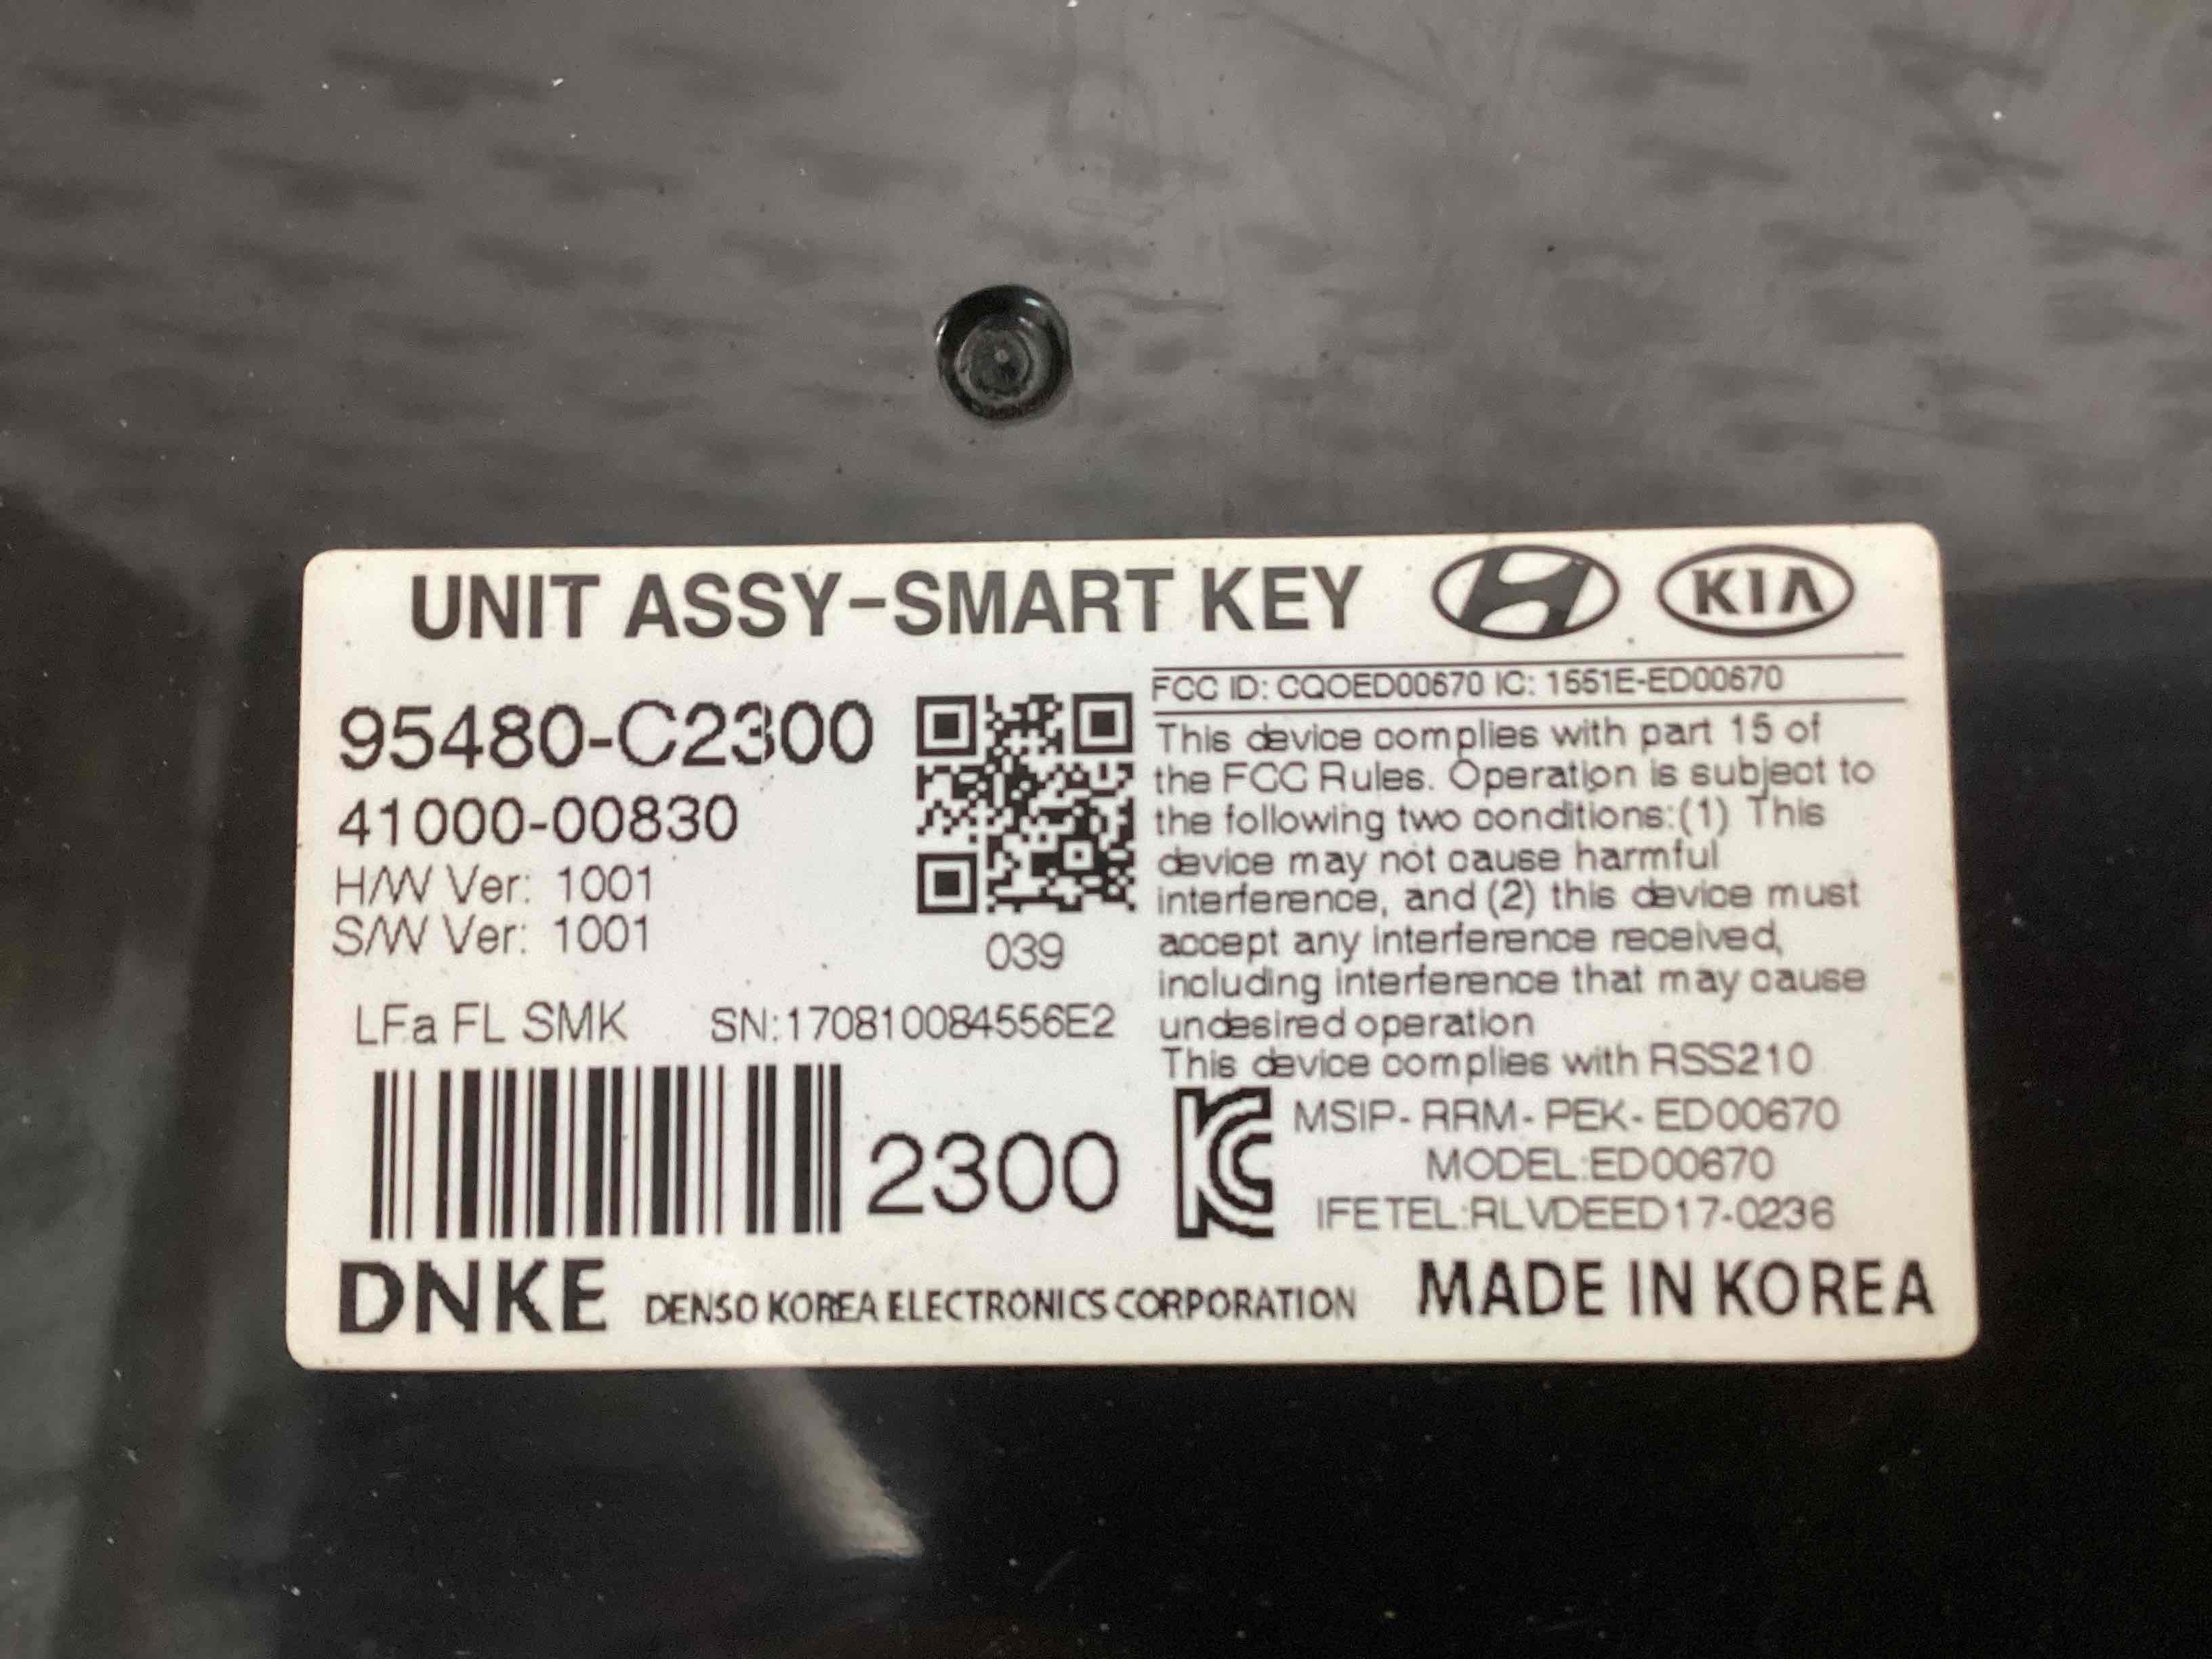 UNIT ASSY-SMART KEY
KIA
95480-C2300
41000-00830
H/W Ver: 1001
S/W Ver: 1001
039
LFa FL SMK SN:170810084556E2
2300
FCC ID: CQOED00670 IC: 1551E-ED00670
This device complies with part 15 of
the FCC Rules. Operation is subject to
the following two conditions:(1) This
device may not cause harmful
interference, and (2) this device must
accept any interference received,
including interference that may cause
undesired operation
This device complies with RSS210
MSIP-RRM-PEK-ED00670
MODEL:ED00670
IFETEL:RLVDEED17-0236
DNKE DENSO KOREA ELECTRONICS CORPORATION MADE IN KOREA